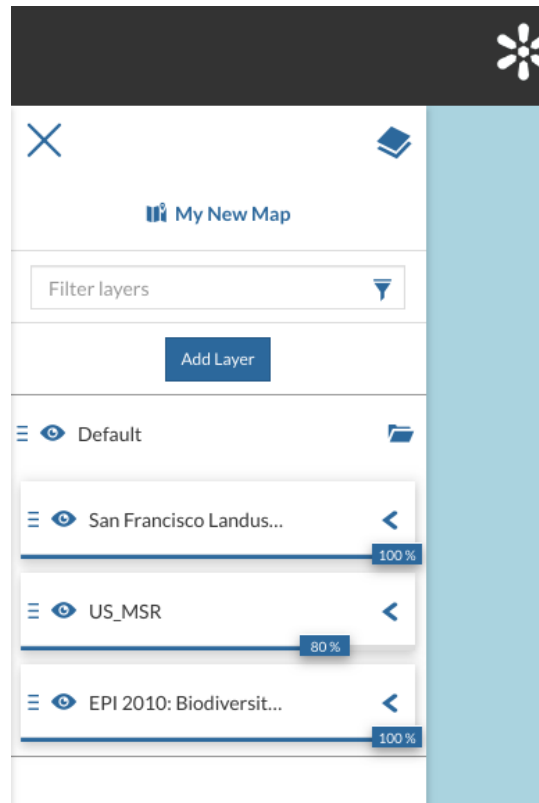 My New Map
Filter layers
Add Layer
Default
San Francisco Landus...
100 %
US_MSR
80 %
EPI 2010: Biodiversit...
100 %